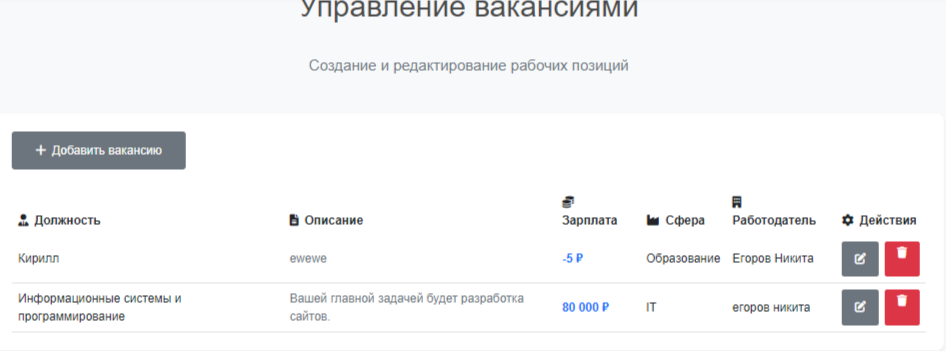 Управление вакансиями
Создание и редактирование рабочих позиций
+ Добавить вакансию
Должность Описание Зарплата Сфера Работодатель Действия
Кирилл ewewe -5 ₽ Образование Егоров Никита
Информационные системы и Вашей главной задачей будет разработка 80 000 ₽ IT егоров никита
программирование сайтов.